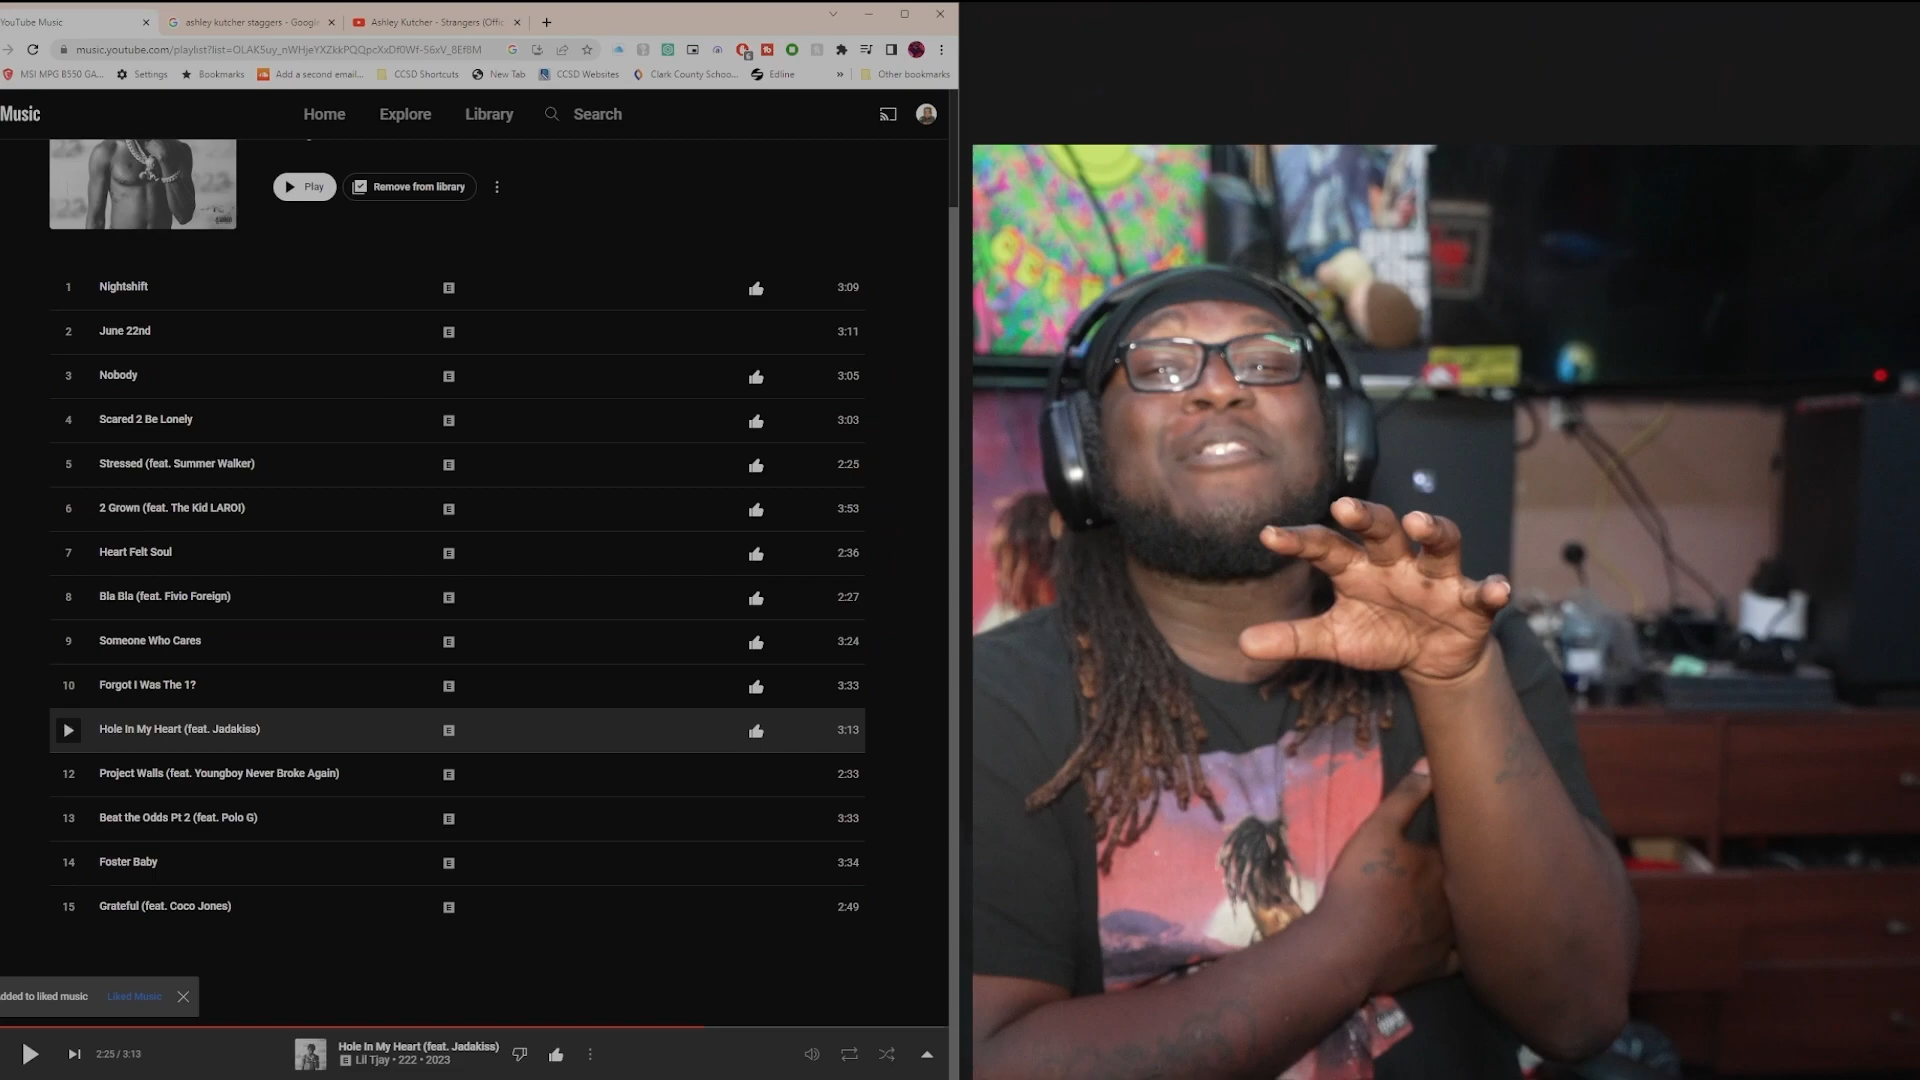 YouTube Music
ashley kutcher staggers - Google
Ashley Kutcher - Strangers (Offic
music.youtube.com/playlist?list=OLAK5uy_nWHjeYXZkkPQQpcXxDf0Wf-S6xV_8Ef8M
MSI MPG B550 GA... Settings Bookmarks Add a second email... CCSD Shortcuts New Tab CCSD Websites Clark County Schoo... Edline » Other bookmarks
Music Home Explore Library Search
Play Remove from library
1 Nightshift E 3:09
2 June 22nd E 3:11
3 Nobody E 3:05
4 Scared 2 Be Lonely E 3:03
5 Stressed (feat. Summer Walker) E 2:25
6 2 Grown (feat. The Kid LAROI) E 3:53
7 Heart Felt Soul E 2:36
8 Bla Bla (feat. Fivio Foreign) E 2:27
9 Someone Who Cares E 3:24
10 Forgot I Was The 1? E 3:33
Hole In My Heart (feat. Jadakiss) E 3:13
12 Project Walls (feat. Youngboy Never Broke Again) E 2:33
13 Beat the Odds Pt 2 (feat. Polo G) E 3:33
14 Foster Baby E 3:34
15 Grateful (feat. Coco Jones) E 2:49
dded to liked music Liked Music
2:25 / 3:13
Hole In My Heart (feat. Jadakiss)
E Lil Tjay • 222 • 2023